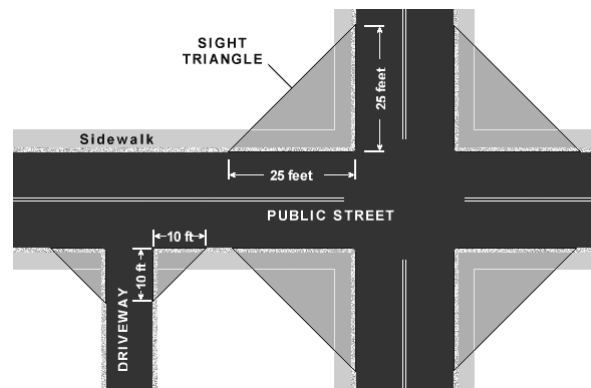 SIGHT
TRIANGLE
25 feet
Sidewalk
25 feet
PUBLIC STREET
10 ft
10 ft
DRIVEWAY